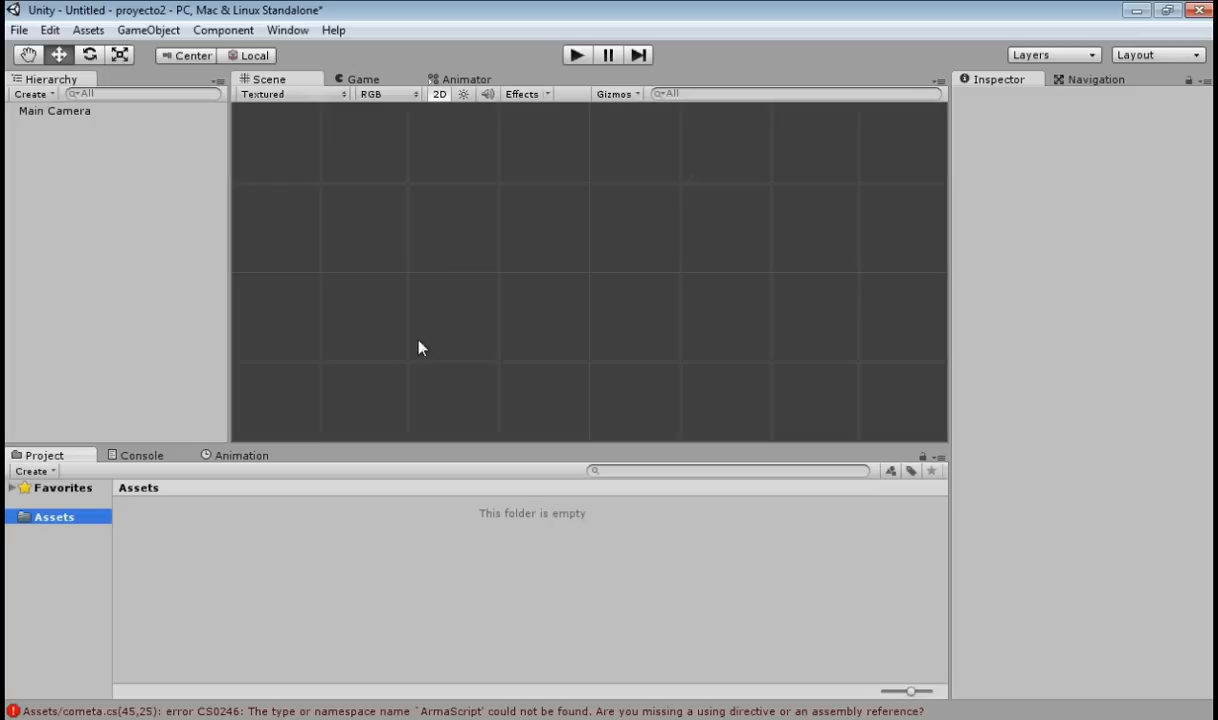 Unity - Untitled - proyecto2 - PC, Mac & Linux Standalone*
File Edit Assets GameObject Component Window Help
Center Local Layers Layout
Hierarchy Scene Game Animator Inspector Navigation
Create All Textured RGB 2D Effects Gizmos All
Main Camera
Project Console Animation
Create
Favorites Assets
Assets This folder is empty
Assets/cometa.cs(45,25): error CS0246: The type or namespace name `ArmaScript' could not be found. Are you missing a using directive or an assembly reference?